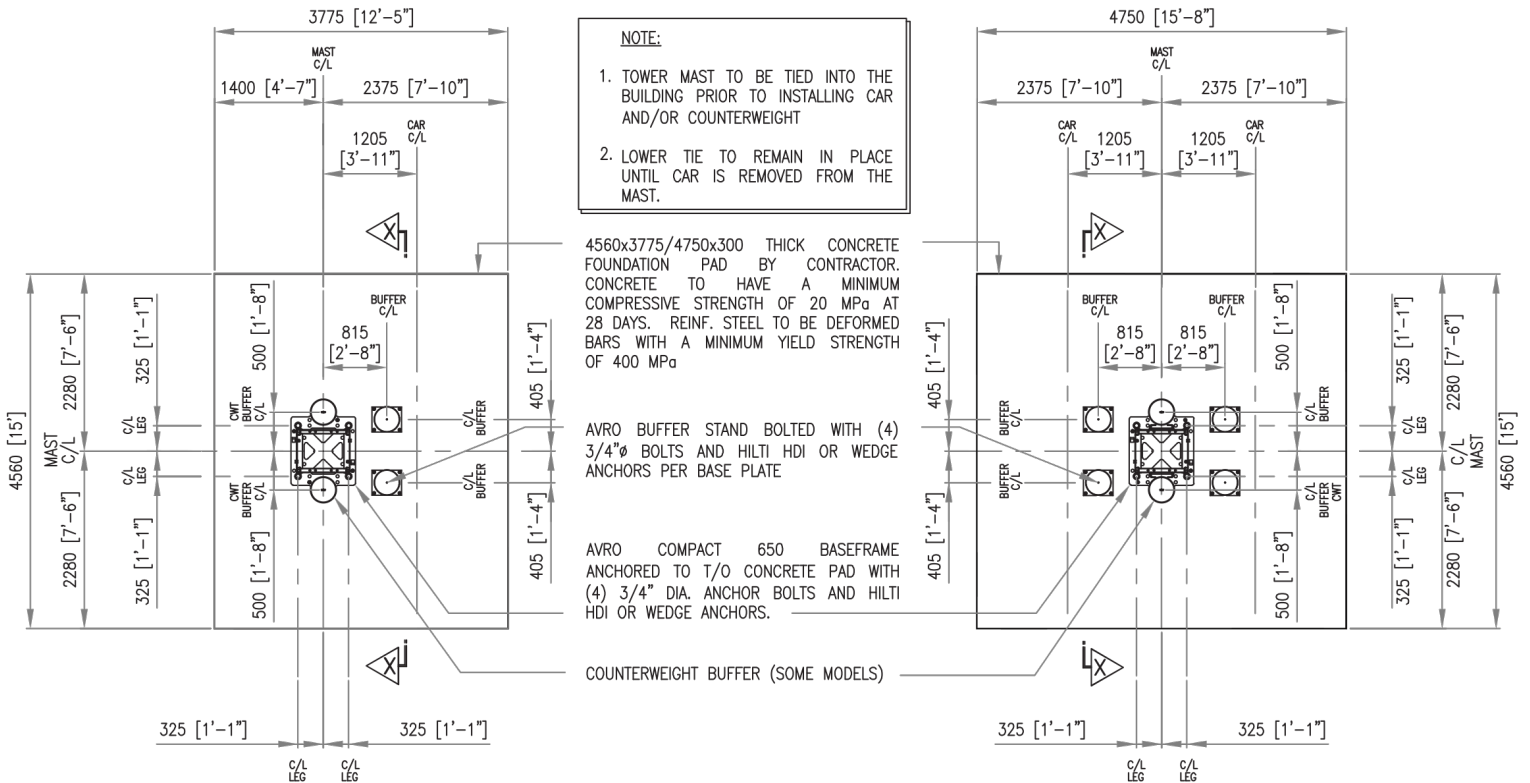 3775 [12'-5"]
MAST
C/L
1400 [4'-7"]
2375 [7'-10"]
1205
[3'-11"]
CAR
C/L
X
NOTE:
1. TOWER MAST TO BE TIED INTO THE
BUILDING PRIOR TO INSTALLING CAR
AND/OR COUNTERWEIGHT
2. LOWER TIE TO REMAIN IN PLACE
UNTIL CAR IS REMOVED FROM THE
MAST.
4750 [15'-8"]
MAST
C/L
2375 [7'-10"]
2375 [7'-10"]
CAR
C/L
1205
[3'-11"]
1205
[3'-11"]
CAR
C/L
X
4560x3775/4750x300 THICK CONCRETE
FOUNDATION PAD BY CONTRACTOR.
CONCRETE TO HAVE A MINIMUM
COMPRESSIVE STRENGTH OF 20 MPa AT
28 DAYS. REINF. STEEL TO BE DEFORMED
BARS WITH A MINIMUM YIELD STRENGTH
OF 400 MPa
AVRO BUFFER STAND BOLTED WITH (4)
3/4"ø BOLTS AND HILTI HDI OR WEDGE
ANCHORS PER BASE PLATE
AVRO COMPACT 650 BASEFRAME
ANCHORED TO T/O CONCRETE PAD WITH
(4) 3/4" DIA. ANCHOR BOLTS AND HILTI
HDI OR WEDGE ANCHORS.
COUNTERWEIGHT BUFFER (SOME MODELS)
4560 [15']
2280 [7'-6"]
MAST
C/L
2280 [7'-6"]
325 [1'-1"]
C/L
LEG
C/L
LEG
325 [1'-1"]
500 [1'-8"]
CWT
BUFFER
C/L
CWT
BUFFER
C/L
500 [1'-8"]
BUFFER
C/L
815
[2'-8"]
405 [1'-4"]
C/L
BUFFER
C/L
BUFFER
405 [1'-4"]
X
325 [1'-1"]
325 [1'-1"]
C/L
LEG
C/L
LEG
BUFFER
C/L
BUFFER
C/L
815
[2'-8"]
815
[2'-8"]
405 [1'-4"]
BUFFER
C/L
BUFFER
C/L
405 [1'-4"]
500 [1'-8"]
C/L
BUFFER
C/L
BUFFER
CWT
500 [1'-8"]
325 [1'-1"]
C/L
LEG
C/L
LEG
325 [1'-1"]
2280 [7'-6"]
C/L
MAST
2280 [7'-6"]
4560 [15']
X
325 [1'-1"]
325 [1'-1"]
C/L
LEG
C/L
LEG